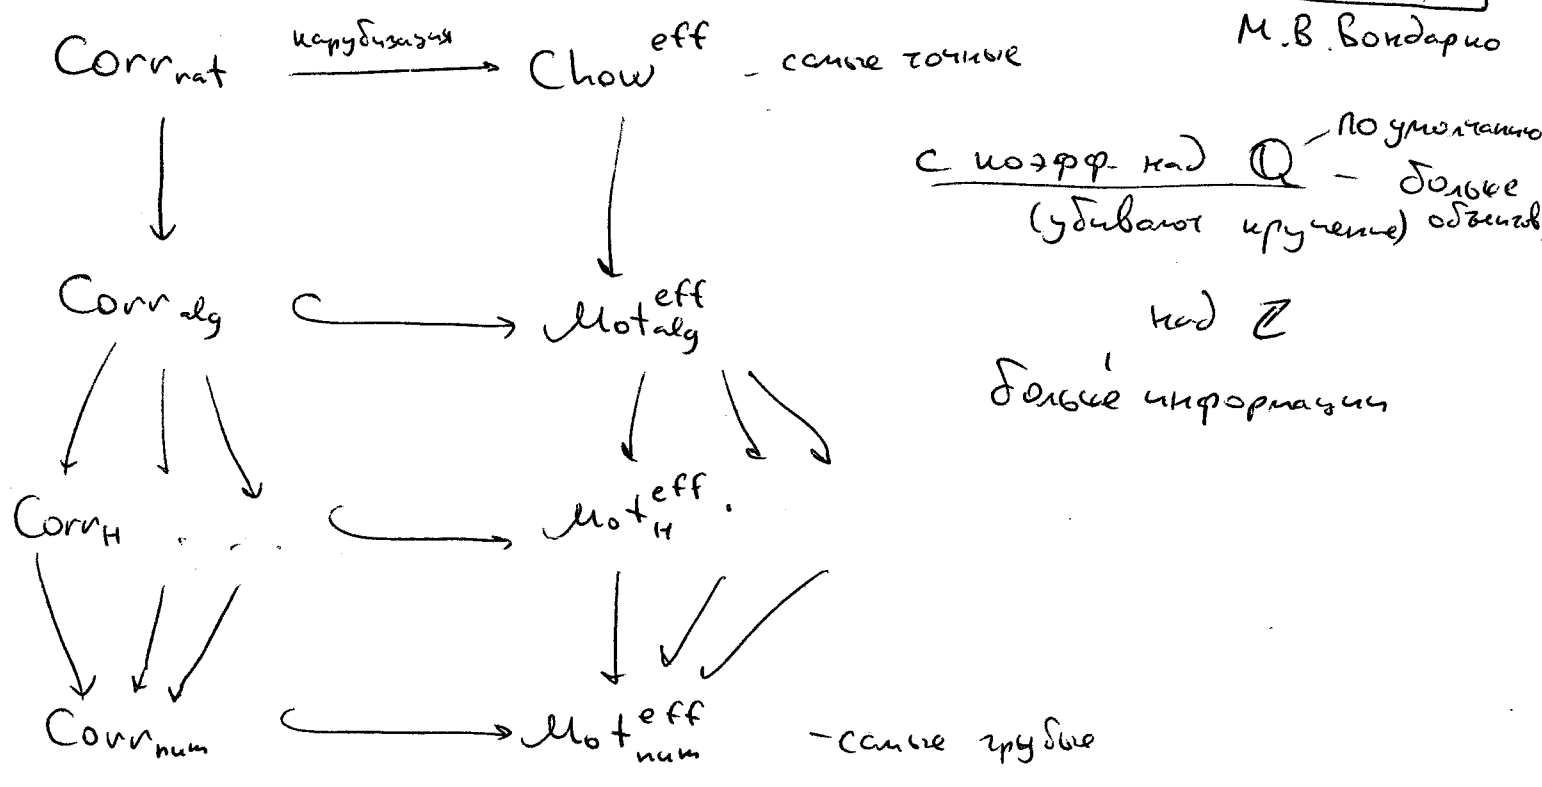 М.В. Бондарко
Corr_rat карубизация Chow^eff - самые точные
с коэфф. над ℚ по умолчанию
– больше объектов
(убивают кручение)
Corr_alg Mot_alg^eff
над ℤ
больше информации
Corr_H . . . Mot_H^eff .
Corr_num Mot_num^eff - самые грубые